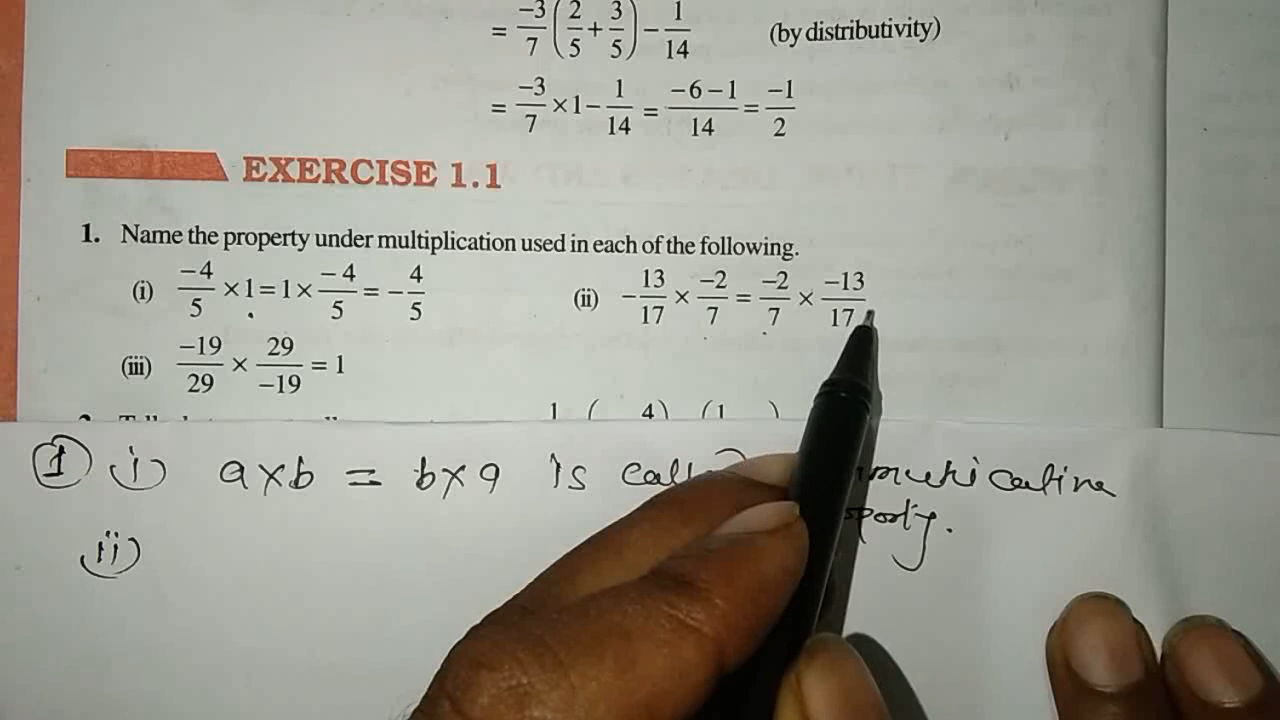 = -3/7 (2/5 + 3/5) - 1/14 (by distributivity)
= -3/7 × 1 - 1/14 = -6-1/14 = -1/2
EXERCISE 1.1
1. Name the property under multiplication used in each of the following.
(i) -4/5 × 1 = 1 × -4/5 = -4/5 (ii) -13/17 × -2/7 = -2/7 × -13/17
(iii) -19/29 × 29/-19 = 1
1 ( 4) (1 )
① i) a×b = b×a is
ii)